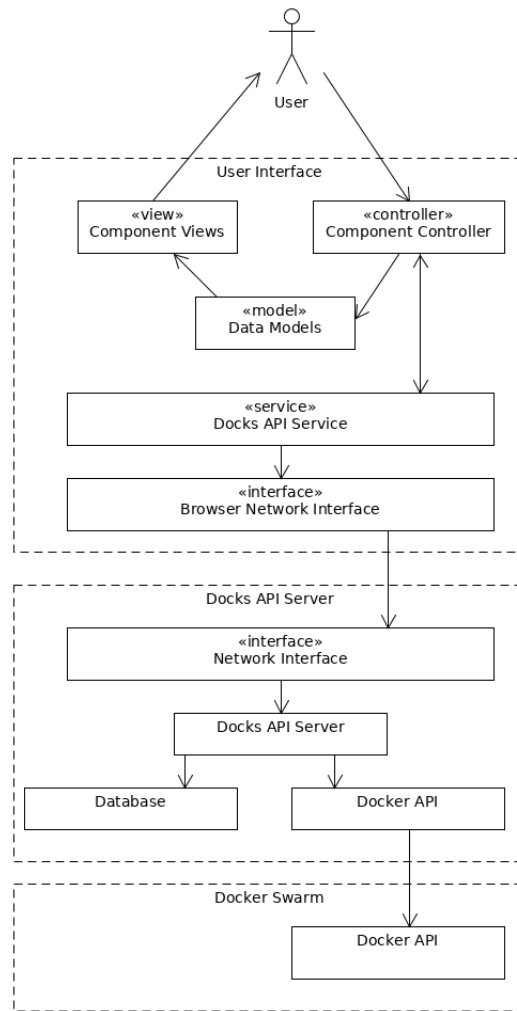 User
User Interface
«view»
Component Views
«controller»
Component Controller
«model»
Data Models
«service»
Docks API Service
«interface»
Browser Network Interface
Docks API Server
«interface»
Network Interface
Docks API Server
Database
Docker API
Docker Swarm
Docker API